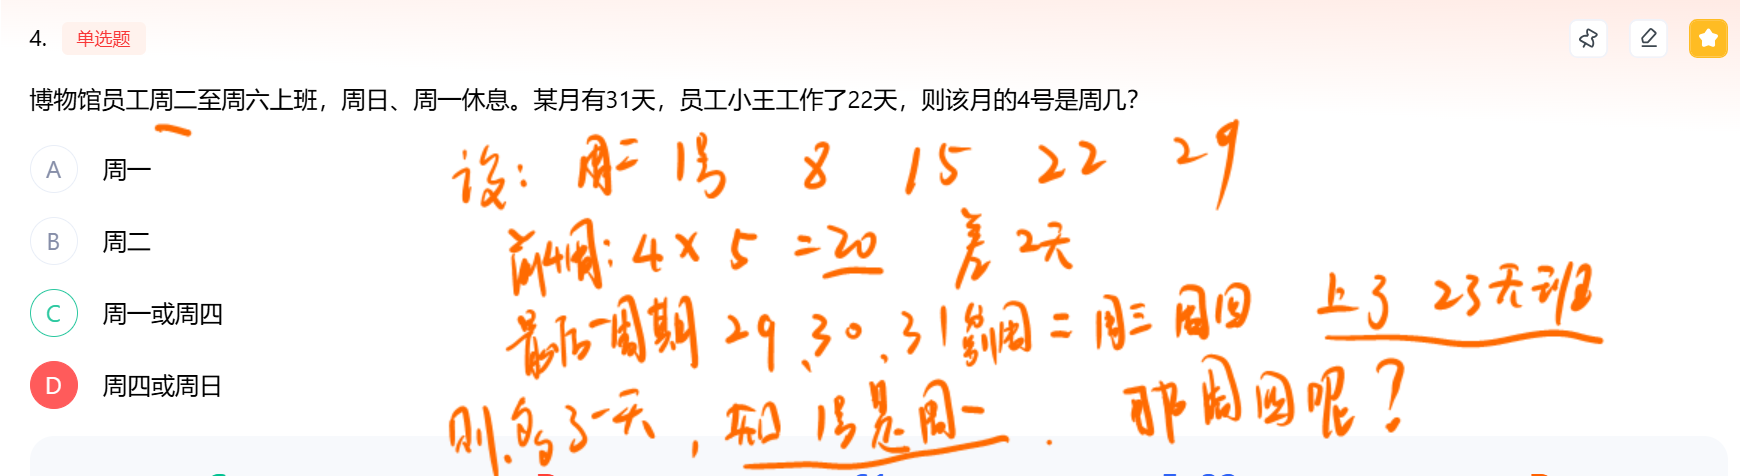 4. 单选题
博物馆员工周二至周六上班，周日、周一休息。某月有31天，员工小王工作了22天，则该月的4号是周几？
A 周一
B 周二
C 周一或周四
D 周四或周日
设：周二 1号 8 15 22 29
前4周：4×5=20 差2天
最后一周期 29、30、31 分别周二 周三 周四 上了 23天班
则多了一天，知1号是周一．那周四呢？